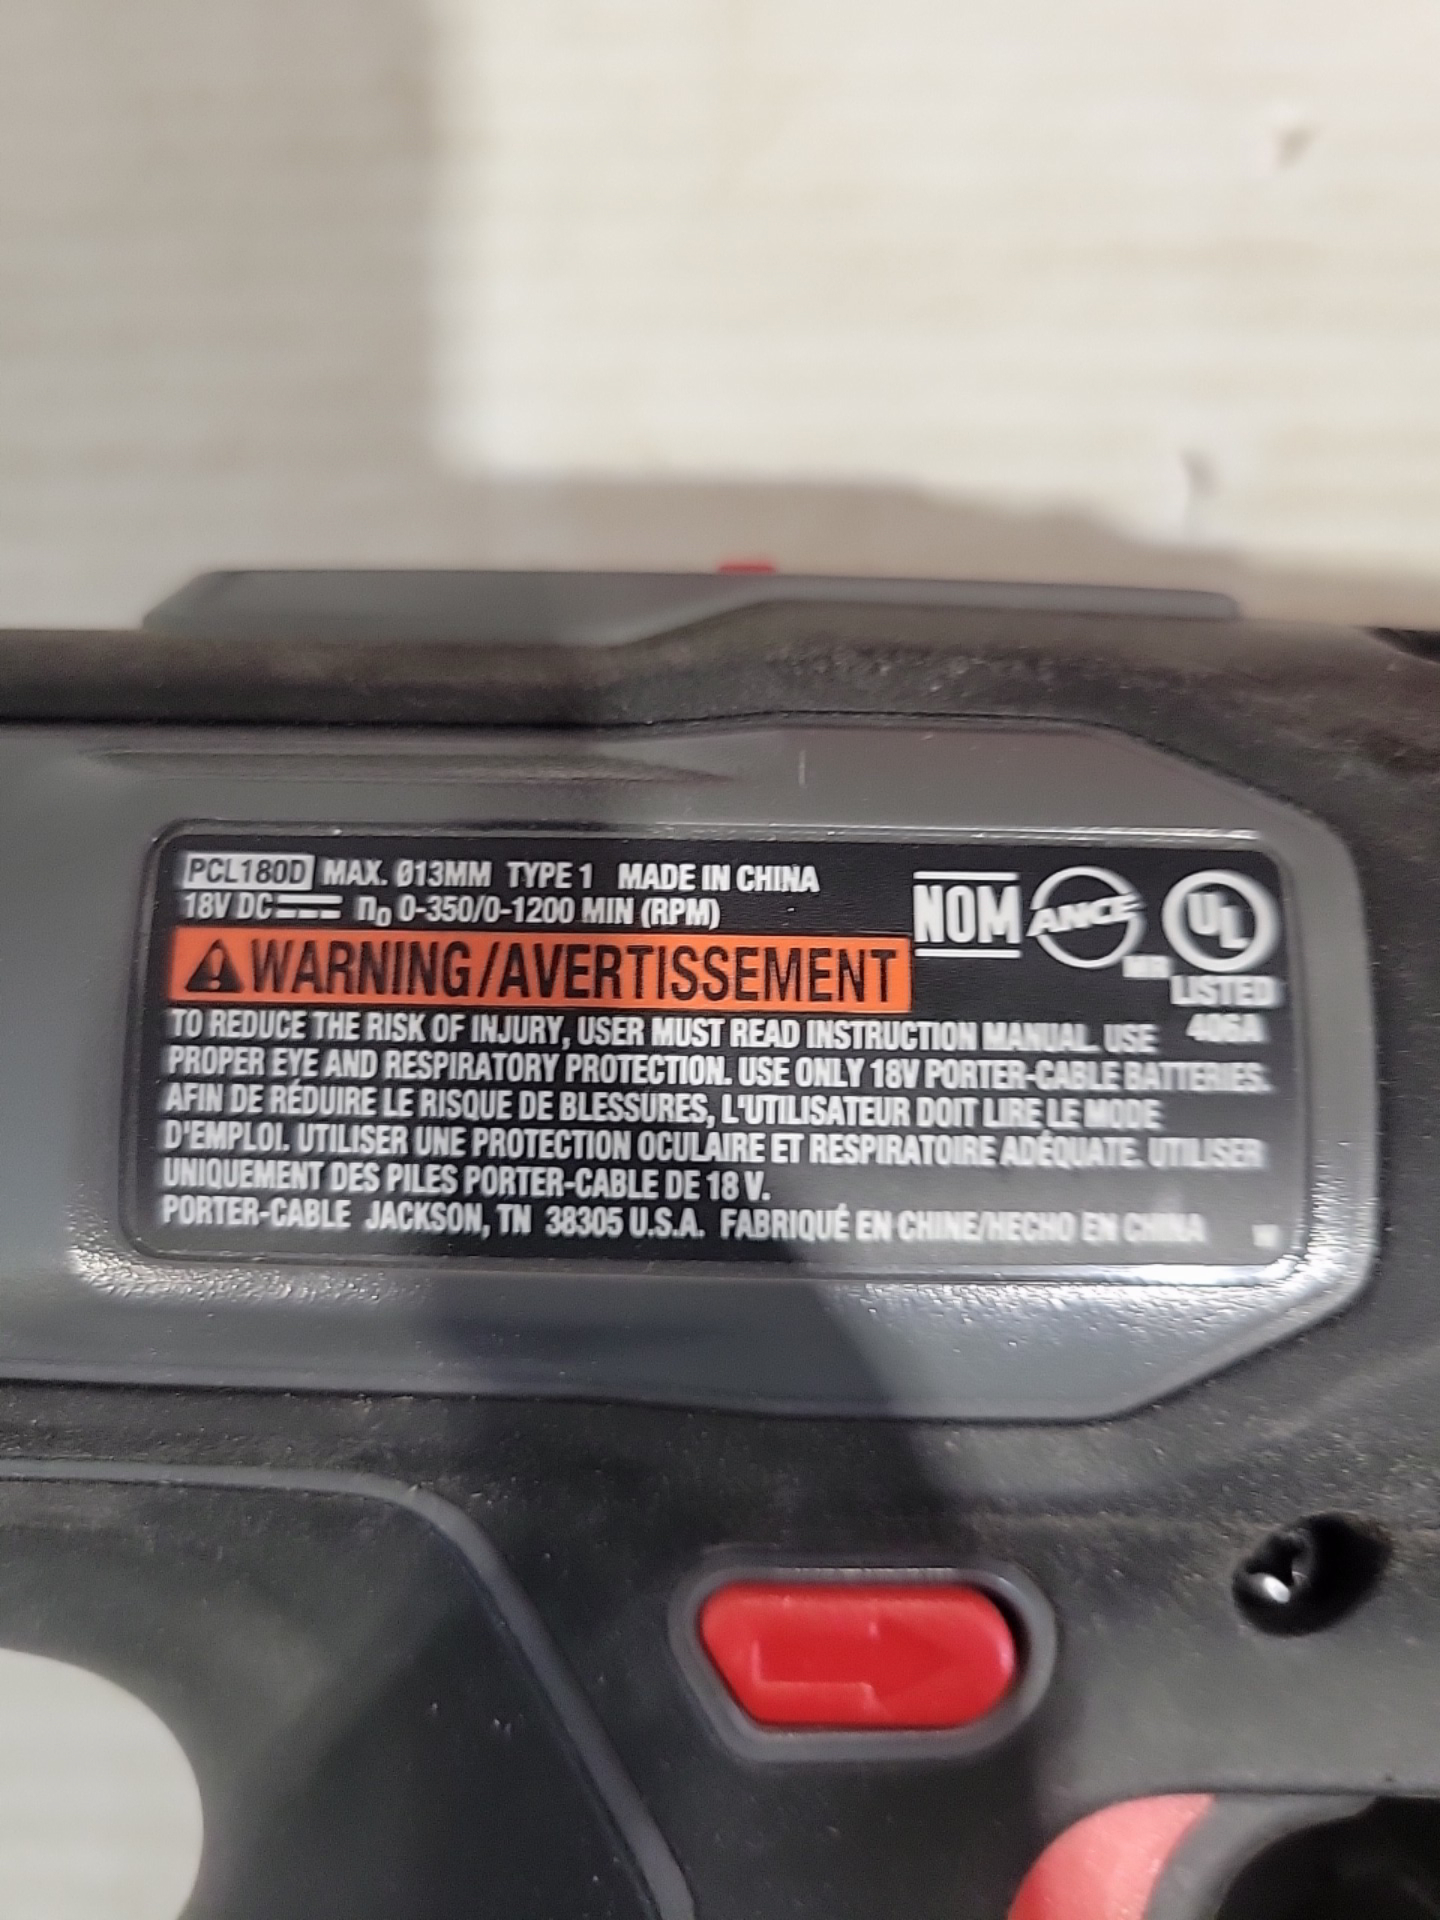 PCL180D MAX. Ø13MM TYPE 1 MADE IN CHINA
18V DC n₀ 0-350/0-1200 MIN (RPM)
NOM ANCE MR
UL LISTED
406A
WARNING/AVERTISSEMENT
TO REDUCE THE RISK OF INJURY, USER MUST READ INSTRUCTION MANUAL. USE
PROPER EYE AND RESPIRATORY PROTECTION. USE ONLY 18V PORTER-CABLE BATTERIES.
AFIN DE RÉDUIRE LE RISQUE DE BLESSURES, L'UTILISATEUR DOIT LIRE LE MODE
D'EMPLOI. UTILISER UNE PROTECTION OCULAIRE ET RESPIRATOIRE ADÉQUATE. UTILISER
UNIQUEMENT DES PILES PORTER-CABLE DE 18 V.
PORTER-CABLE JACKSON, TN 38305 U.S.A. FABRIQUÉ EN CHINE/HECHO EN CHINA